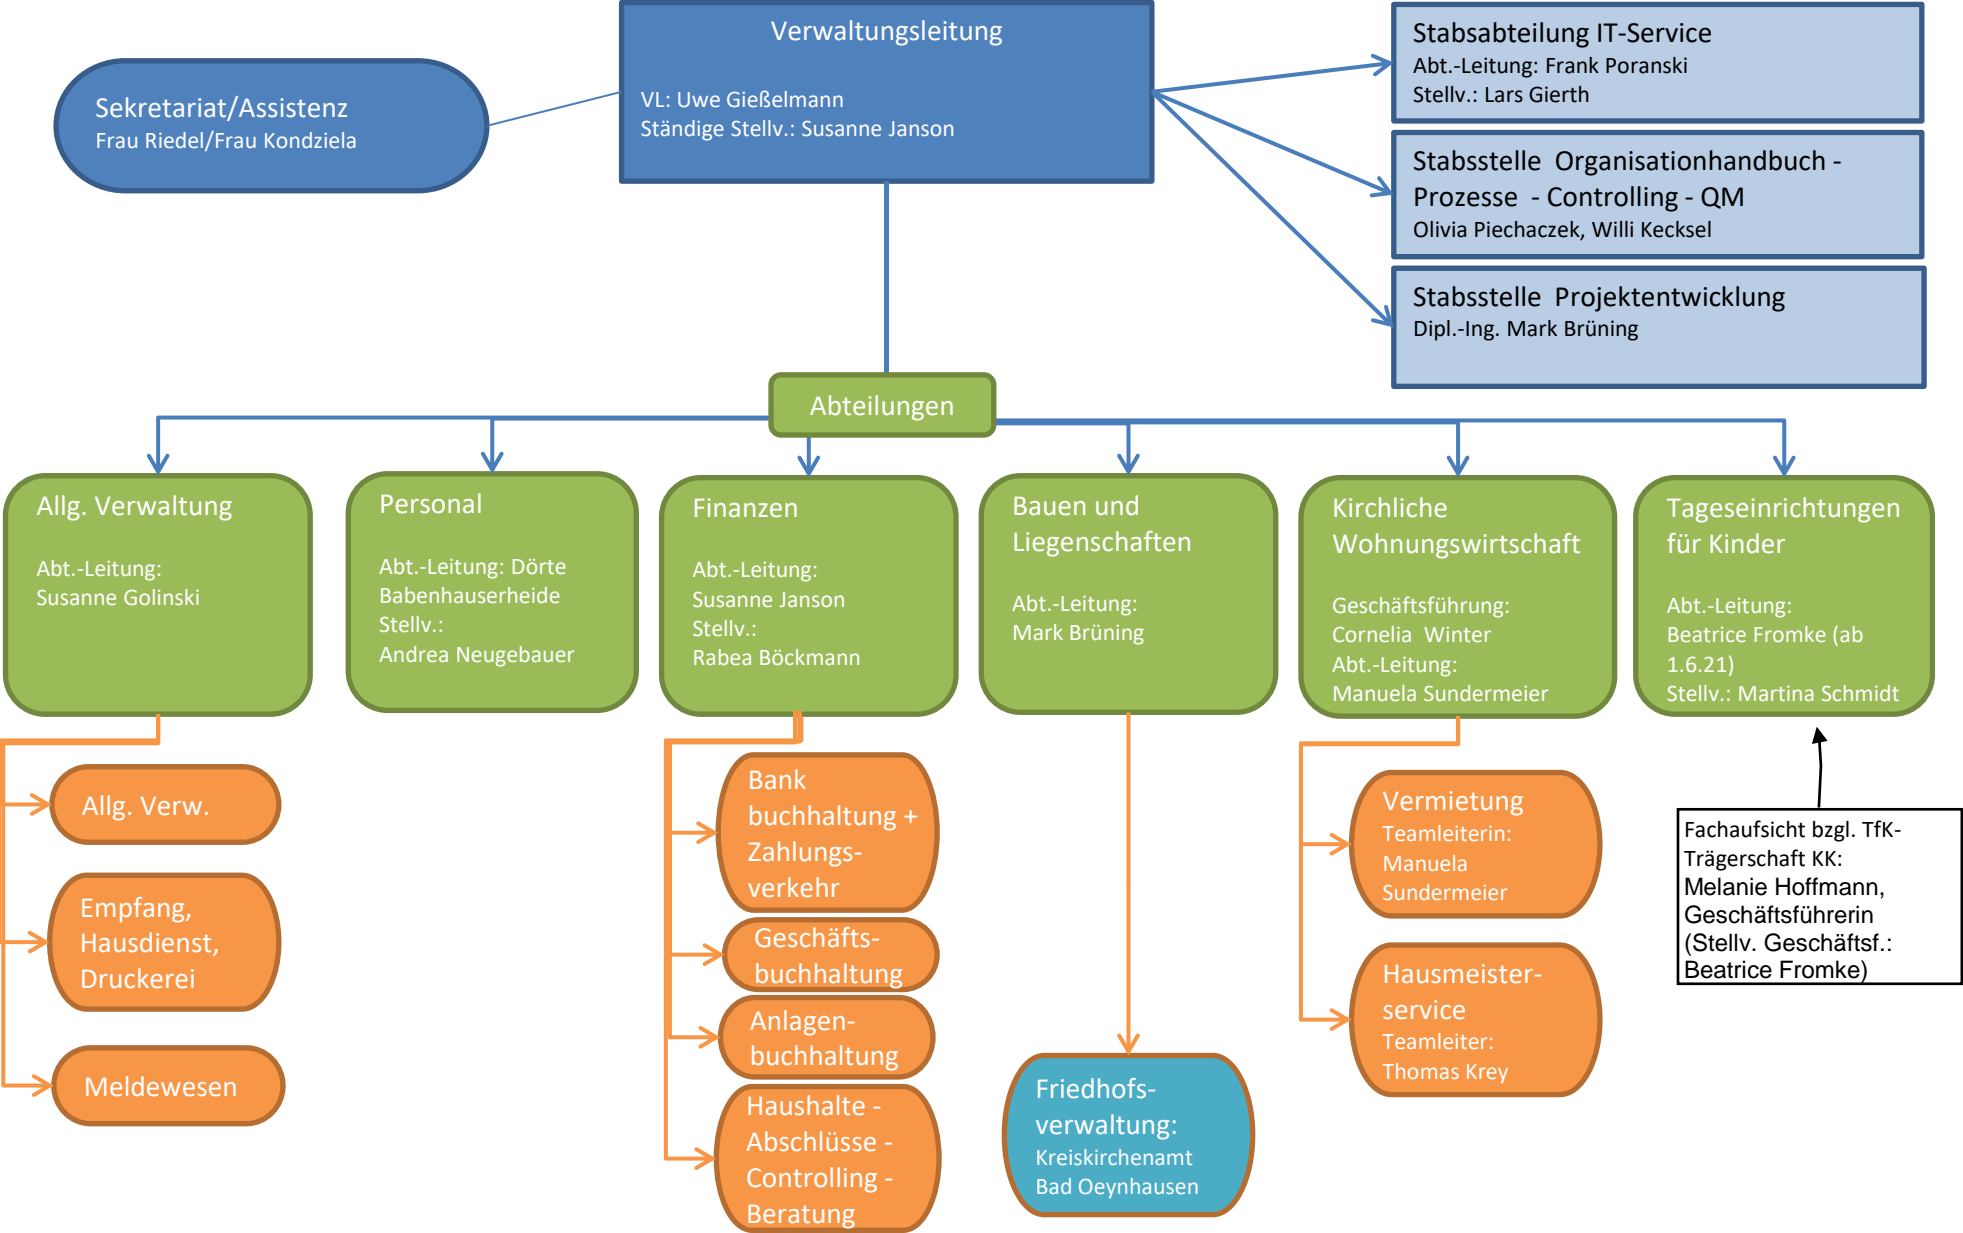 Verwaltungsleitung
VL: Uwe Gießelmann
Ständige Stellv.: Susanne Janson
Sekretariat/Assistenz
Frau Riedel/Frau Kondziela
Stabsabteilung IT-Service
Abt.-Leitung: Frank Poranski
Stellv.: Lars Gierth
Stabsstelle  Organisationhandbuch -
Prozesse  - Controlling - QM
Olivia Piechaczek, Willi Kecksel
Stabsstelle  Projektentwicklung
Dipl.-Ing. Mark Brüning
Abteilungen
Allg. Verwaltung
Abt.-Leitung:
Susanne Golinski
Personal
Abt.-Leitung: Dörte
Babenhauserheide
Stellv.:
Andrea Neugebauer
Finanzen
Abt.-Leitung:
Susanne Janson
Stellv.:
Rabea Böckmann
Bauen und
Liegenschaften
Abt.-Leitung:
Mark Brüning
Kirchliche
Wohnungswirtschaft
Geschäftsführung:
Cornelia  Winter
Abt.-Leitung:
Manuela Sundermeier
Tageseinrichtungen
für Kinder
Abt.-Leitung:
Beatrice Fromke (ab
1.6.21)
Stellv.: Martina Schmidt
Allg. Verw.
Empfang,
Hausdienst,
Druckerei
Meldewesen
Bank
buchhaltung +
Zahlungs-
verkehr
Geschäfts-
buchhaltung
Anlagen-
buchhaltung
Haushalte -
Abschlüsse -
Controlling -
Beratung
Friedhofs-
verwaltung:
Kreiskirchenamt
Bad Oeynhausen
Vermietung
Teamleiterin:
Manuela
Sundermeier
Hausmeister-
service
Teamleiter:
Thomas Krey
Fachaufsicht bzgl. TfK-
Trägerschaft KK:
Melanie Hoffmann,
Geschäftsführerin
(Stellv. Geschäftsf.:
Beatrice Fromke)